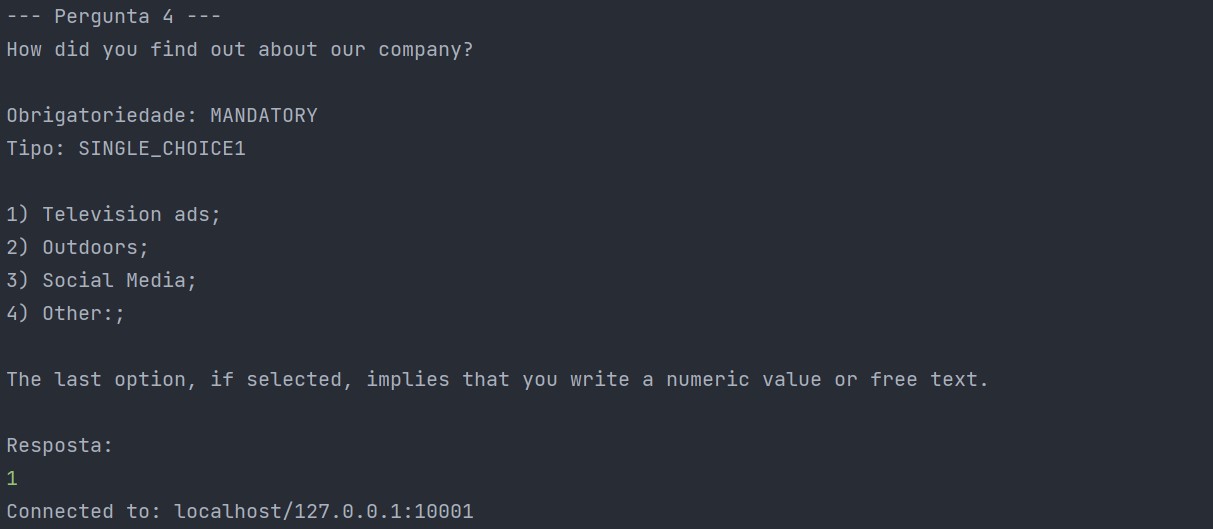 --- Pergunta 4 ---
How did you find out about our company?
Obrigatoriedade: MANDATORY
Tipo: SINGLE_CHOICE1
1) Television ads;
2) Outdoors;
3) Social Media;
4) Other:;
The last option, if selected, implies that you write a numeric value or free text.
Resposta:
1
Connected to: localhost/127.0.0.1:10001